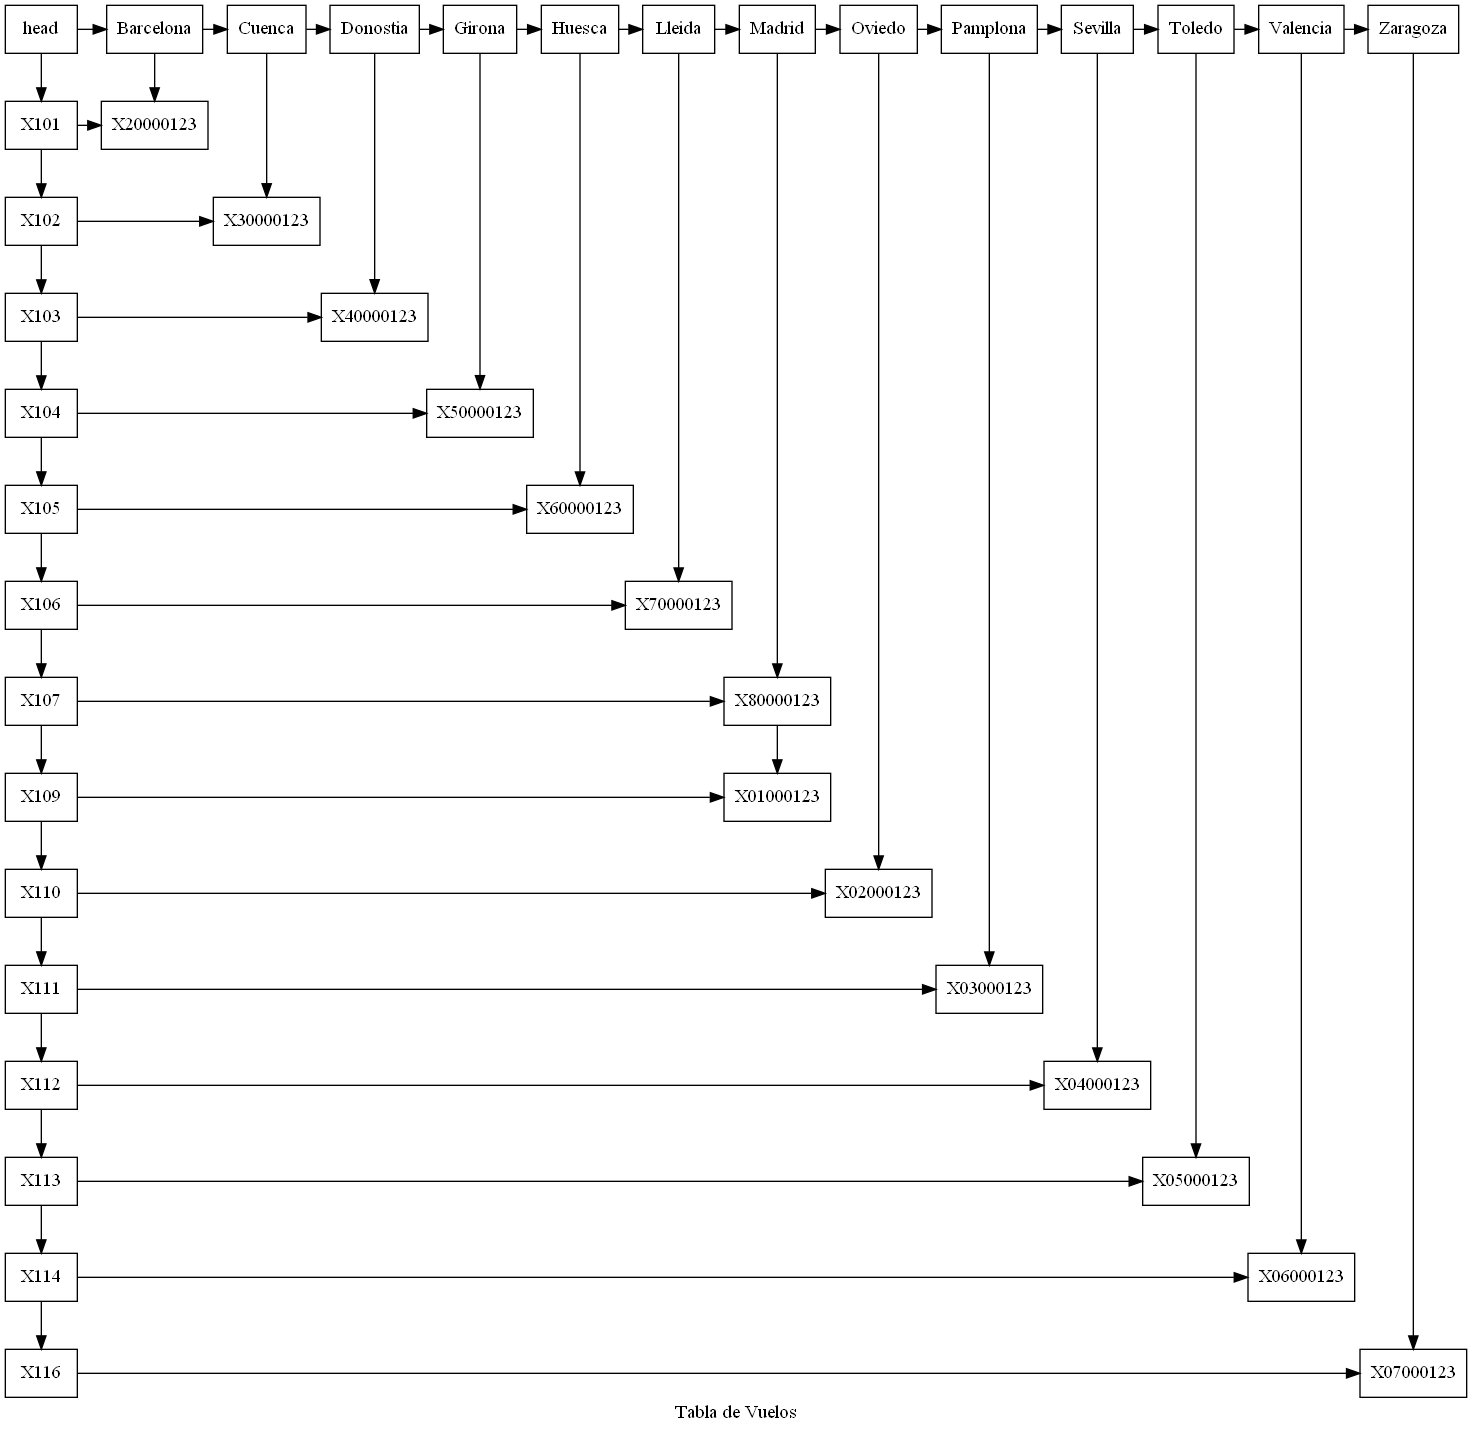 head Barcelona Cuenca Donostia Girona Huesca Lleida Madrid Oviedo Pamplona Sevilla Toledo Valencia Zaragoza
X101 X20000123
X102 X30000123
X103 X40000123
X104 X50000123
X105 X60000123
X106 X70000123
X107 X80000123
X109 X01000123
X110 X02000123
X111 X03000123
X112 X04000123
X113 X05000123
X114 X06000123
X116 X07000123
Tabla de Vuelos